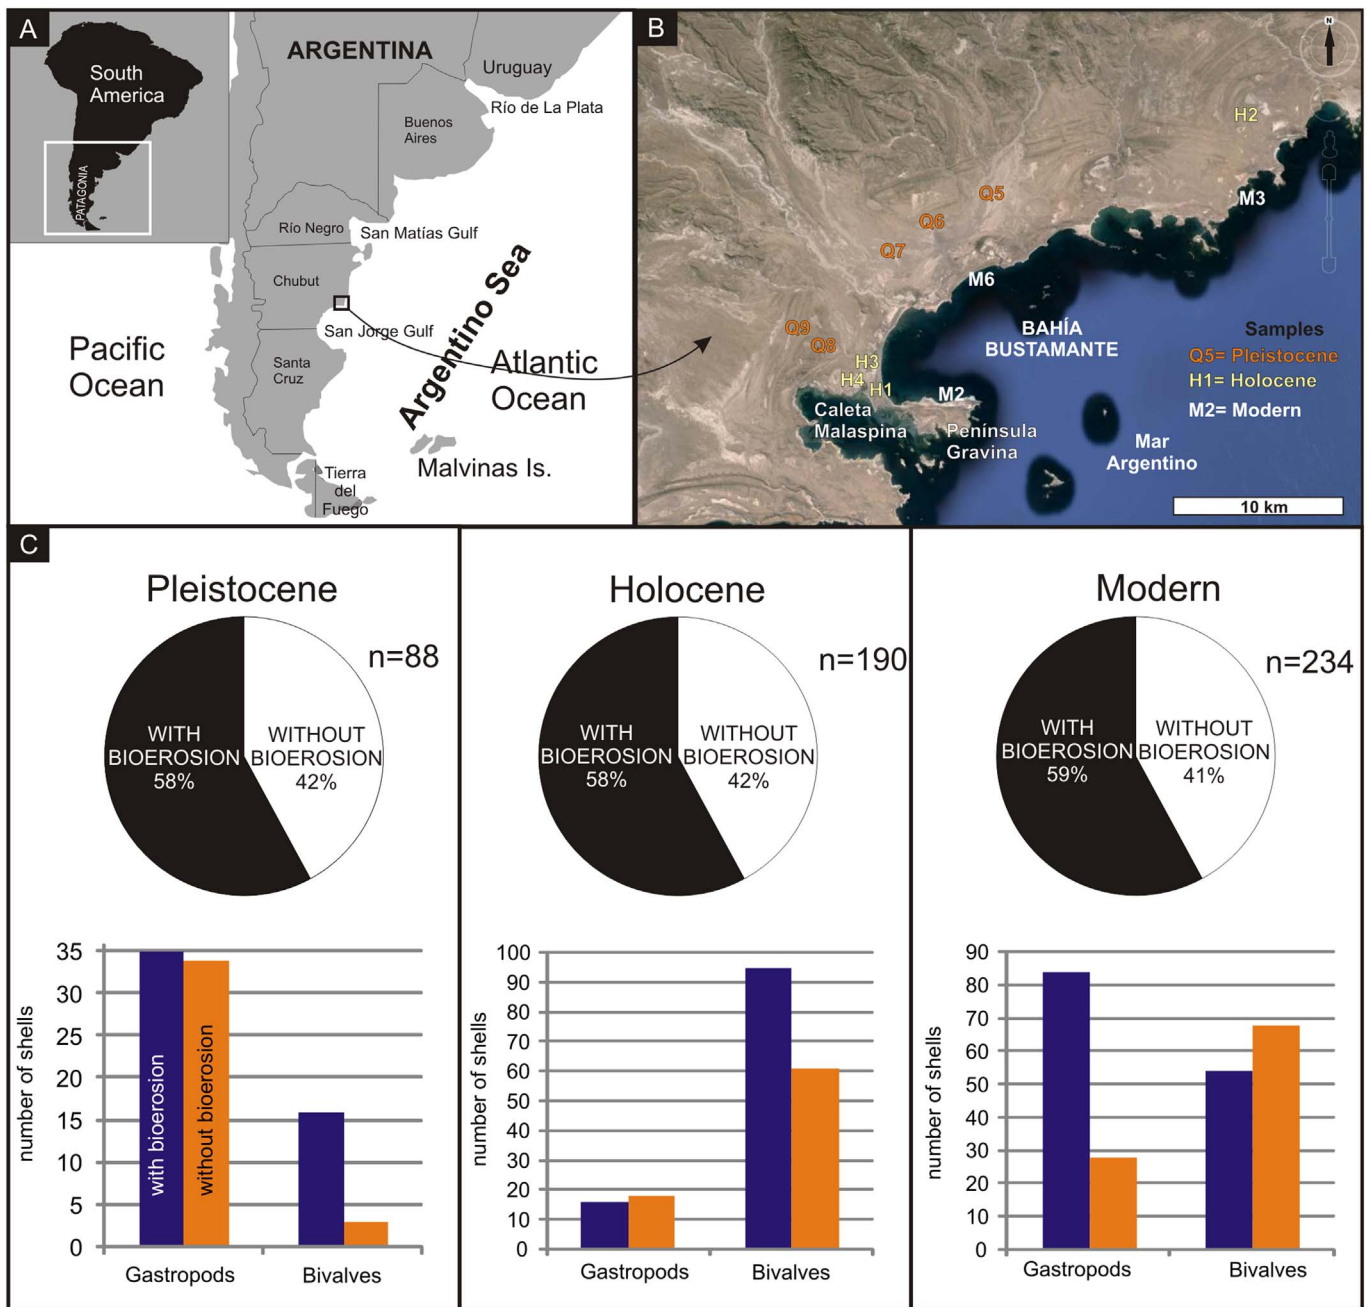 A
South
America
PATAGONIA
ARGENTINA
Uruguay
Río de La Plata
Buenos
Aires
Río Negro
San Matías Gulf
Chubut
San Jorge Gulf
Santa
Cruz
Pacific
Ocean
Argentino Sea
Atlantic
Ocean
Malvinas Is.
Tierra
del
Fuego
B
N
H2
Q5
M3
Q6
Q7
M6
Q9
Q8
BAHÍA
BUSTAMANTE
Samples
Q5= Pleistocene
H1= Holocene
M2= Modern
H3
H4
H1
M2
Caleta
Malaspina
Península
Gravina
Mar
Argentino
10 km
C
Pleistocene
n=88
WITH
BIOEROSION
58%
WITHOUT
BIOEROSION
42%
number of shells
35
30
25
20
15
10
5
0
with bioerosion
without bioerosion
Gastropods
Bivalves
Holocene
n=190
WITH
BIOEROSION
58%
WITHOUT
BIOEROSION
42%
number of shells
100
90
80
70
60
50
40
30
20
10
0
Gastropods
Bivalves
Modern
n=234
WITH
BIOEROSION
59%
WITHOUT
BIOEROSION
41%
number of shells
90
80
70
60
50
40
30
20
10
0
Gastropods
Bivalves